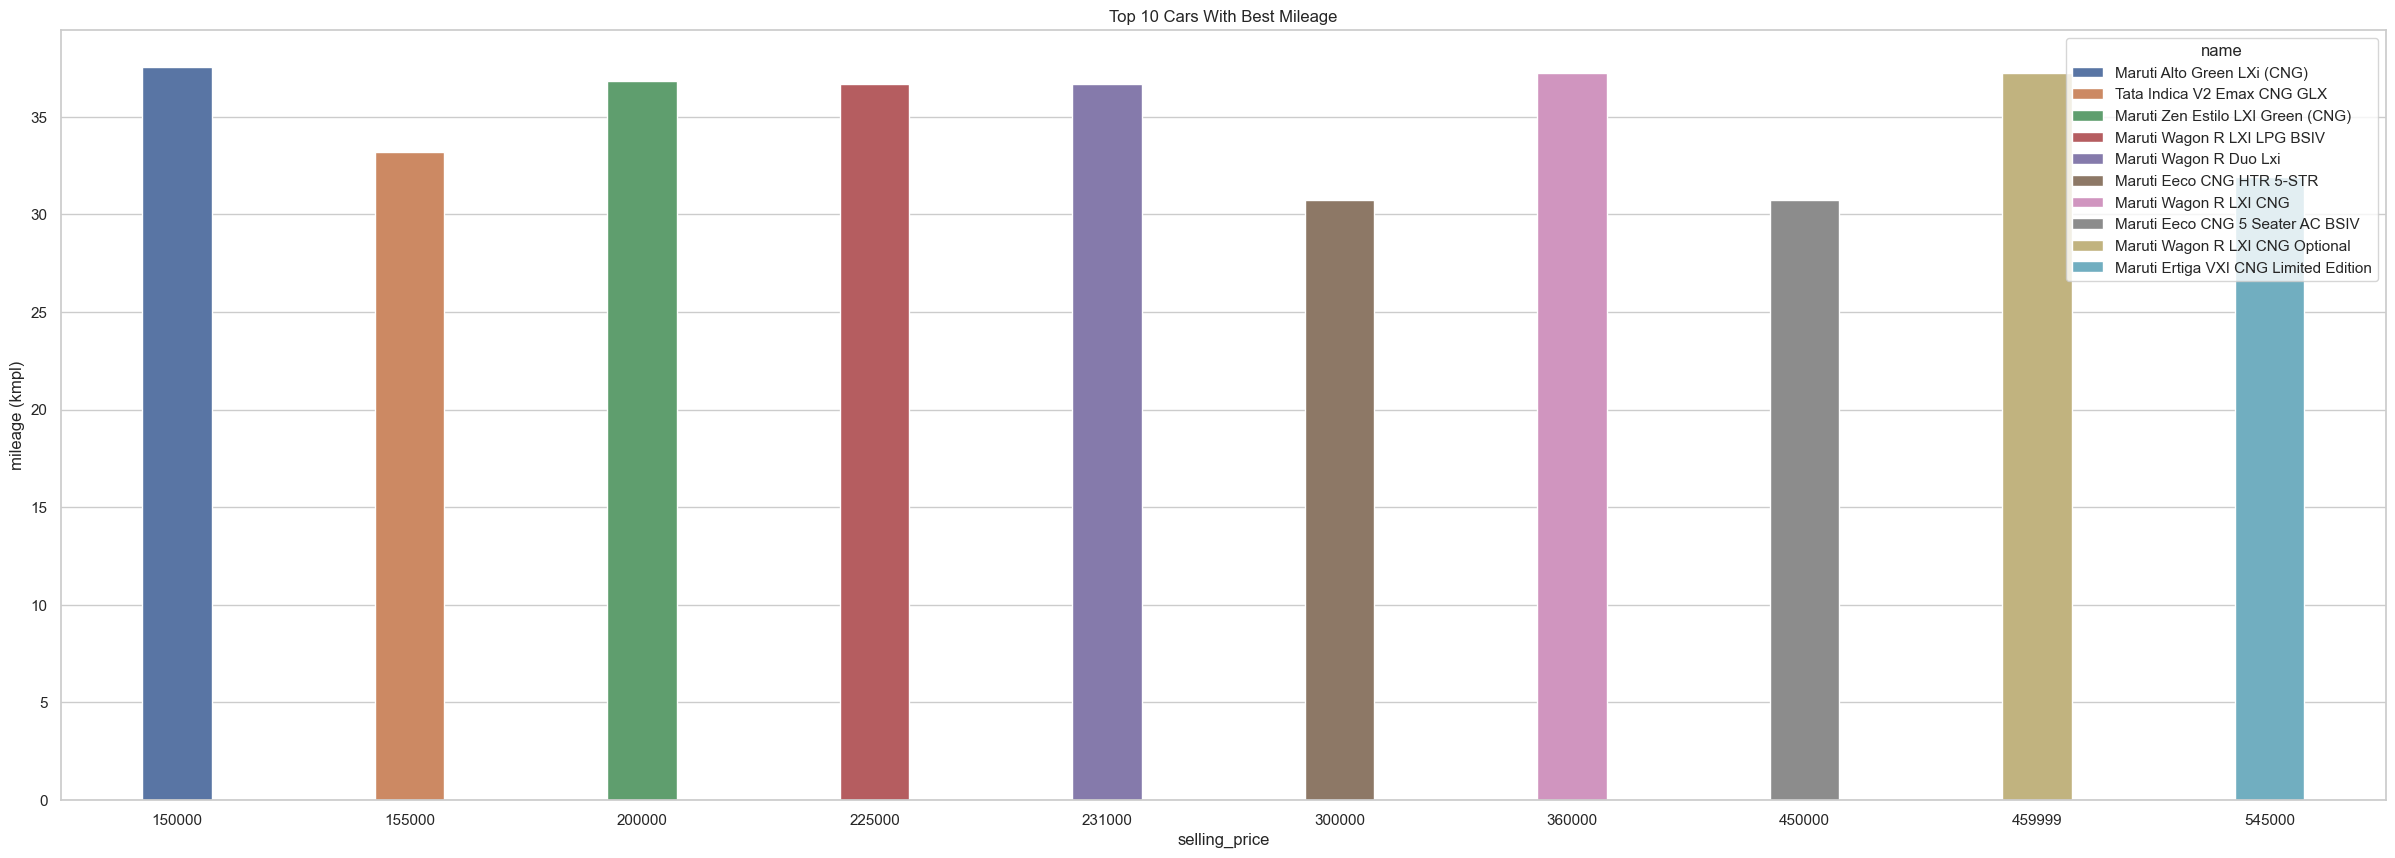 Top 10 Cars With Best Mileage
name
Maruti Alto Green LXi (CNG)
Tata Indica V2 Emax CNG GLX
Maruti Zen Estilo LXI Green (CNG)
Maruti Wagon R LXI LPG BSIV
Maruti Wagon R Duo Lxi
Maruti Eeco CNG HTR 5-STR
Maruti Wagon R LXI CNG
Maruti Eeco CNG 5 Seater AC BSIV
Maruti Wagon R LXI CNG Optional
Maruti Ertiga VXI CNG Limited Edition
mileage (kmpl)
35
30
25
20
15
10
5
0
150000 155000 200000 225000 231000 300000 360000 450000 459999 545000
selling_price